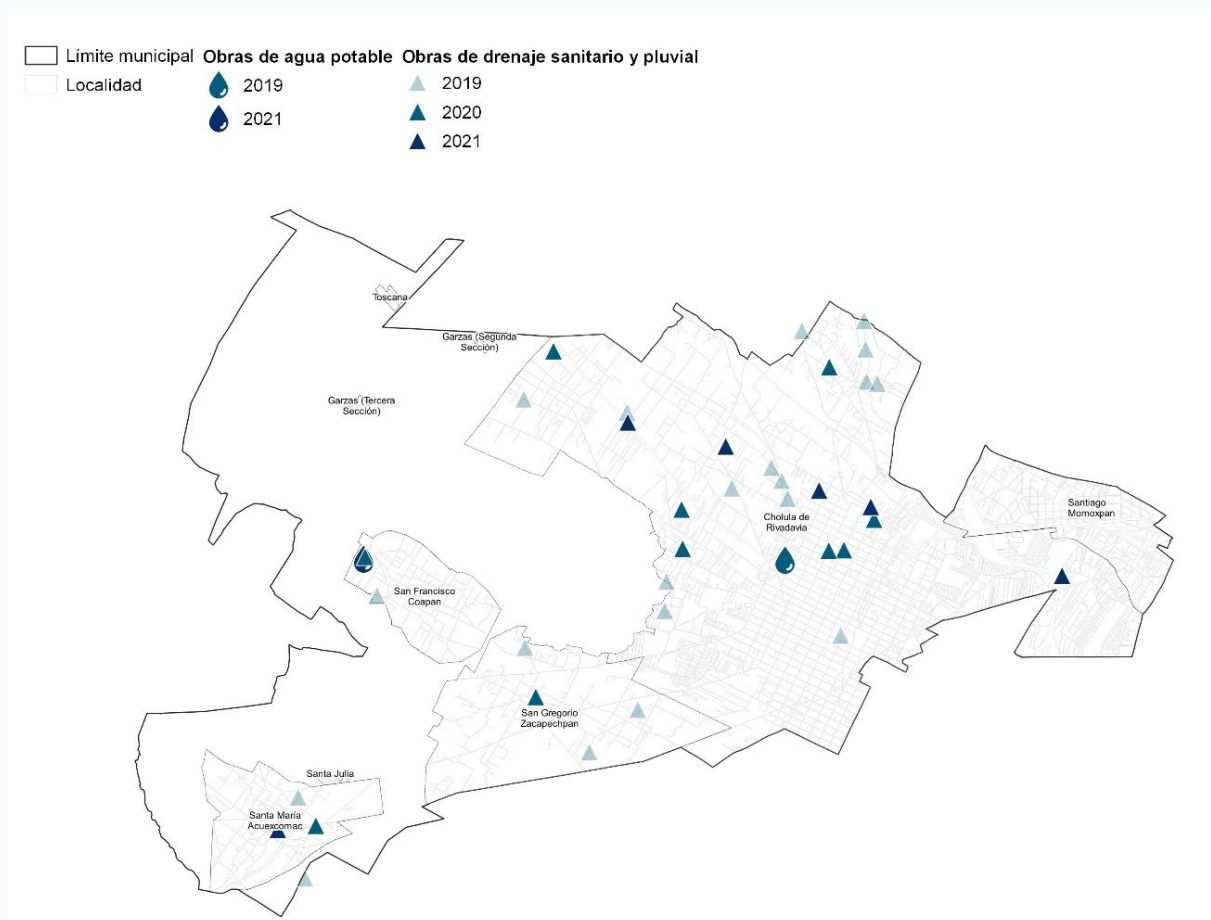 Límite municipal
Localidad
Obras de agua potable
2019
2021
Obras de drenaje sanitario y pluvial
2019
2020
2021
Toscana
Garzas (Segunda
Sección)
Garzas (Tercera
Sección)
Santiago
Momoxpan
Cholula de
Rivadavia
San Francisco
Coapan
San Gregorio
Zacapechpan
Santa Julia
Santa María
Acuexcomac